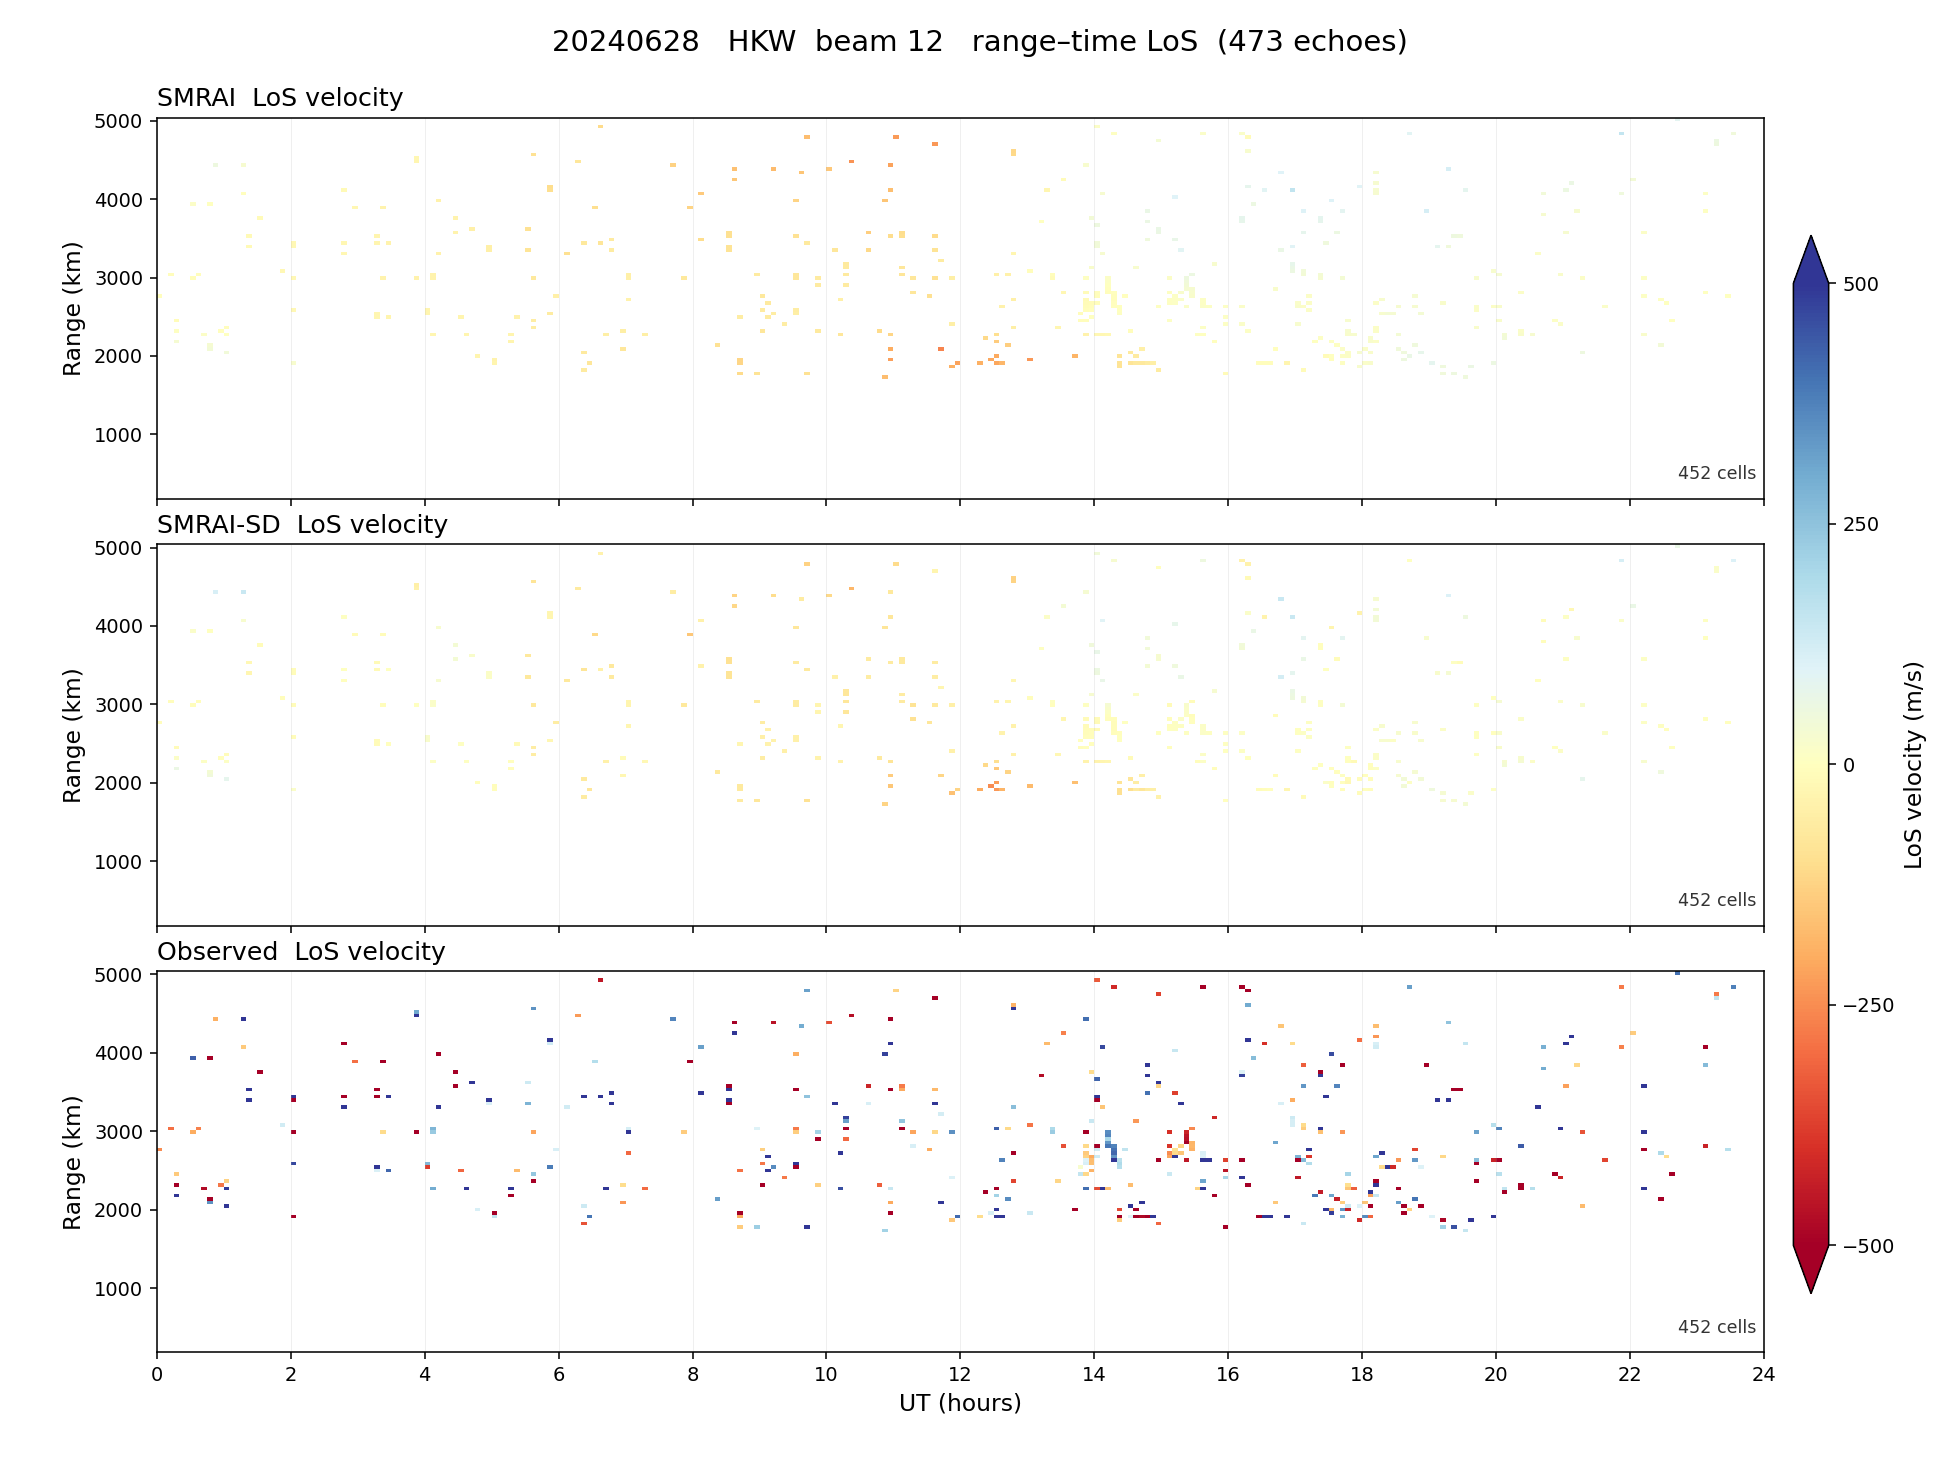 20240628   HKW  beam 12   range–time LoS  (473 echoes)
SMRAI  LoS velocity
5000
4000
3000
2000
1000
Range (km)
452 cells
SMRAI-SD  LoS velocity
5000
4000
3000
2000
1000
Range (km)
452 cells
Observed  LoS velocity
5000
4000
3000
2000
1000
Range (km)
452 cells
0 2 4 6 8 10 12 14 16 18 20 22 24
UT (hours)
500
250
0
−250
−500
LoS velocity (m/s)